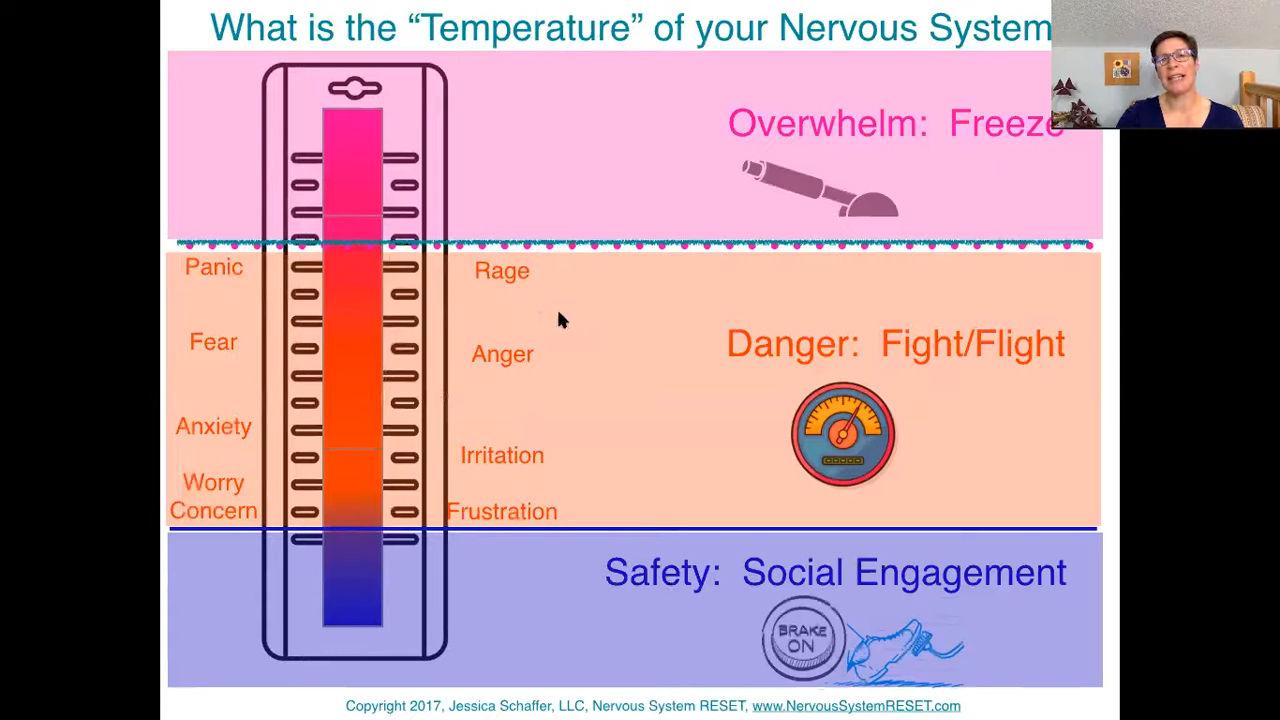 What is the “Temperature” of your Nervous System
Overwhelm: Freeze
Panic
Rage
Fear
Anger
Danger: Fight/Flight
Anxiety
Irritation
Worry
Concern
Frustration
Safety: Social Engagement
BRAKE
ON
Copyright 2017, Jessica Schaffer, LLC, Nervous System RESET, www.NervousSystemRESET.com